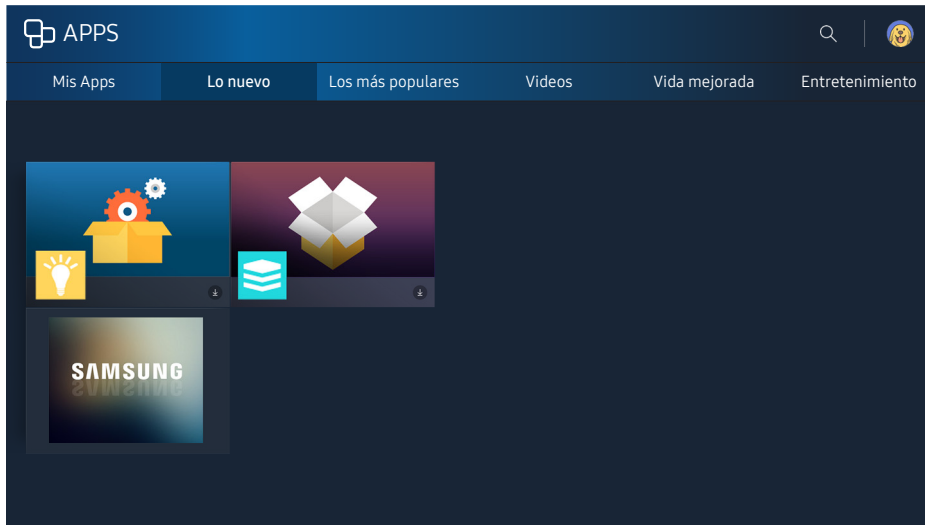 APPS
Mis Apps Lo nuevo Los más populares Videos Vida mejorada Entretenimiento
SAMSUNG